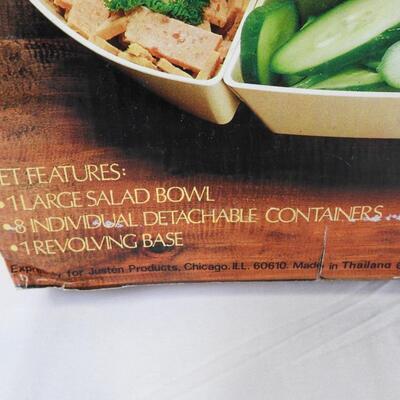 ET FEATURES:
•1 LARGE SALAD BOWL
•8 INDIVIDUAL DETACHABLE CONTAINERS
•1 REVOLVING BASE
for Justen Products, Chicago, ILL. 60610. Made in Thailand